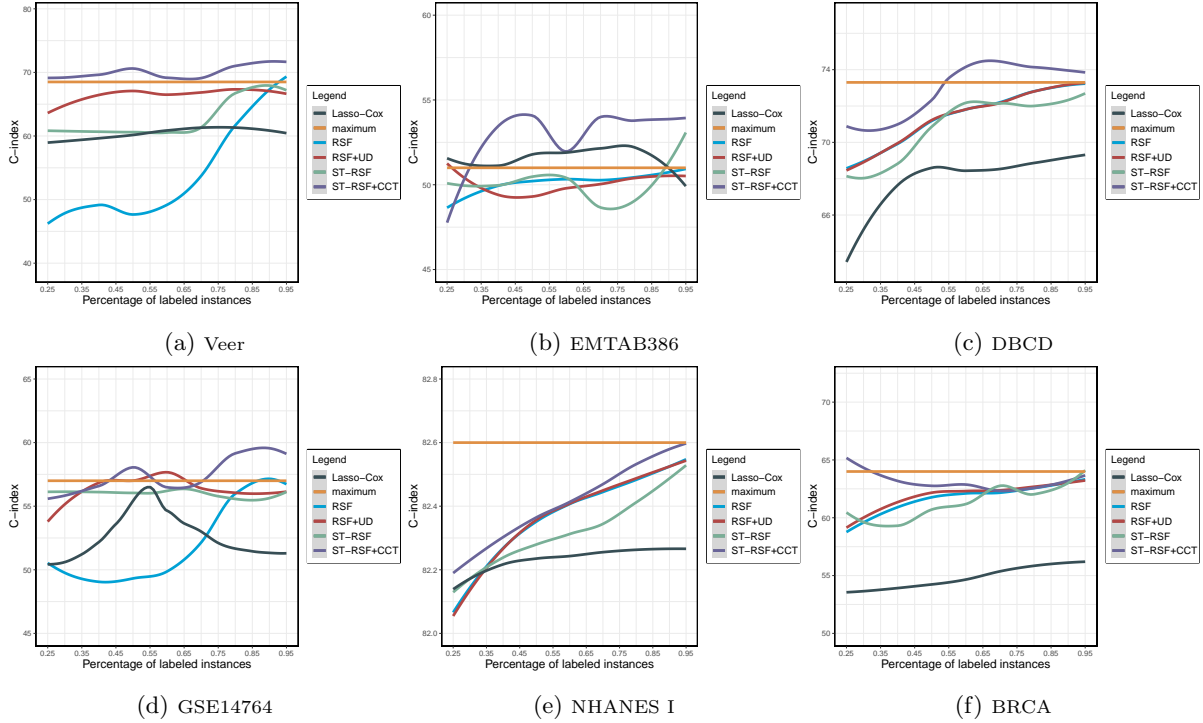 80
70
60
50
40
C−index
0.25 0.35 0.45 0.55 0.65 0.75 0.85 0.95
Percentage of labeled instances
Legend
Lasso−Cox
maximum
RSF
RSF+UD
ST−RSF
ST−RSF+CCT
(a) Veer
60
55
50
45
C−index
0.25 0.35 0.45 0.55 0.65 0.75 0.85 0.95
Percentage of labeled instances
Legend
Lasso−Cox
maximum
RSF
RSF+UD
ST−RSF
ST−RSF+CCT
(b) EMTAB386
74
70
66
C−index
0.25 0.35 0.45 0.55 0.65 0.75 0.85 0.95
Percentage of labeled instances
Legend
Lasso−Cox
maximum
RSF
RSF+UD
ST−RSF
ST−RSF+CCT
(c) DBCD
65
60
55
50
45
C−index
0.25 0.35 0.45 0.55 0.65 0.75 0.85 0.95
Percentage of labeled instances
Legend
Lasso−Cox
maximum
RSF
RSF+UD
ST−RSF
ST−RSF+CCT
(d) GSE14764
82.8
82.6
82.4
82.2
82.0
C−index
0.25 0.35 0.45 0.55 0.65 0.75 0.85 0.95
Percentage of labeled instances
Legend
Lasso−Cox
maximum
RSF
RSF+UD
ST−RSF
ST−RSF+CCT
(e) NHANES I
70
65
60
55
50
C−index
0.25 0.35 0.45 0.55 0.65 0.75 0.85 0.95
Percentage of labeled instances
Legend
Lasso−Cox
maximum
RSF
RSF+UD
ST−RSF
ST−RSF+CCT
(f) BRCA